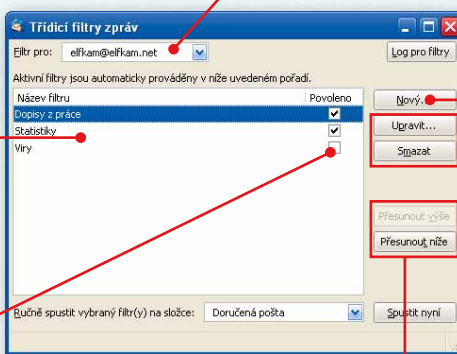 Třídicí filtry zpráv
Filtr pro: elfkam@elfkam.net Log pro filtry
Aktivní filtry jsou automaticky prováděny v níže uvedeném pořadí.
Název filtru Povoleno
Dopisy z práce
Statistiky
Viry
Nový...
Upravit...
Smazat
Přesunout výše
Přesunout níže
Ručně spustit vybraný filtr(y) na složce: Doručená pošta Spustit nyní